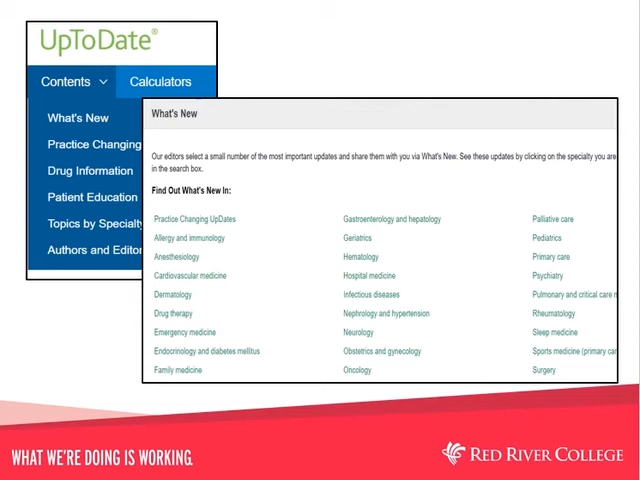 UpToDate®
Contents
Calculators
What's New
Practice Changing
Drug Information
Patient Education
Topics by Specialty
Authors and Editor
What's New
Our editors select a small number of the most important updates and share them with you via What's New. See these updates by clicking on the specialty you are
in the search box.
Find Out What's New In:
Practice Changing UpDates
Allergy and immunology
Anesthesiology
Cardiovascular medicine
Dermatology
Drug therapy
Emergency medicine
Endocrinology and diabetes mellitus
Family medicine
Gastroenterology and hepatology
Geriatrics
Hematology
Hospital medicine
Infectious diseases
Nephrology and hypertension
Neurology
Obstetrics and gynecology
Oncology
Palliative care
Pediatrics
Primary care
Psychiatry
Pulmonary and critical care
Rheumatology
Sleep medicine
Sports medicine (primary car
Surgery
WHAT WE'RE DOING IS WORKING.
RED RIVER COLLEGE